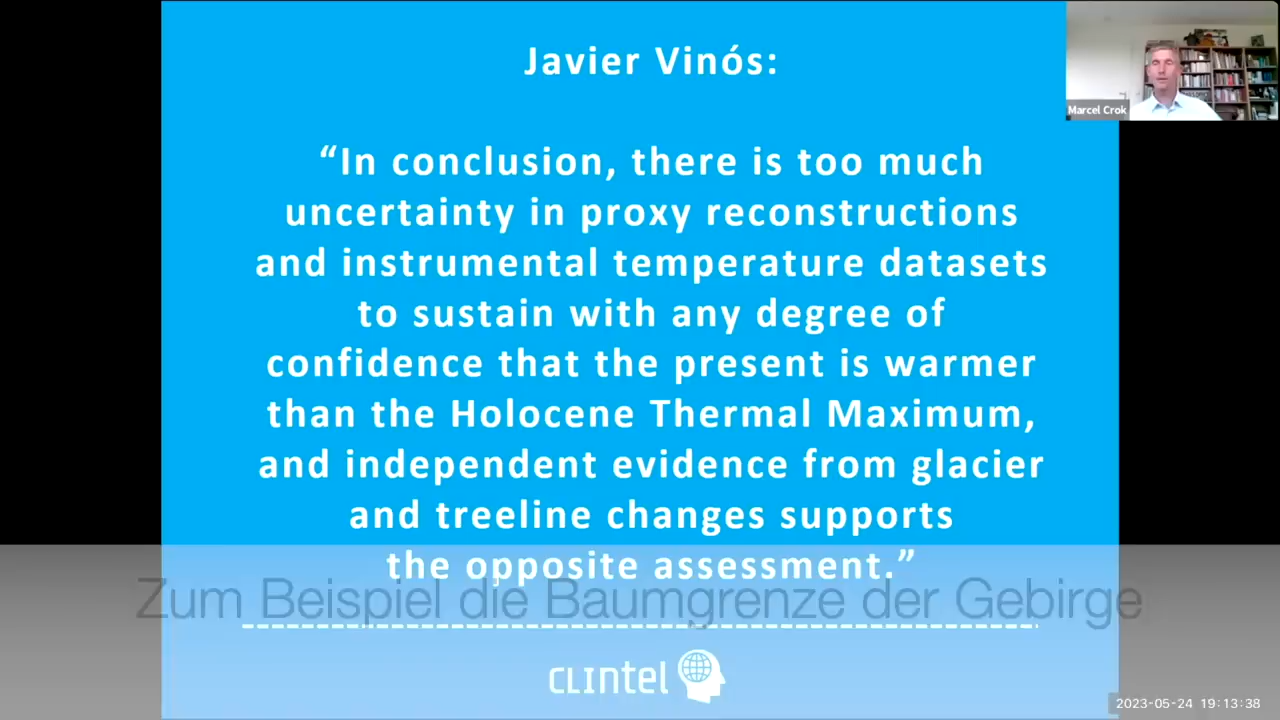 Javier Vinós:
“In conclusion, there is too much
uncertainty in proxy reconstructions
and instrumental temperature datasets
to sustain with any degree of
confidence that the present is warmer
than the Holocene Thermal Maximum,
and independent evidence from glacier
and treeline changes supports
the opposite assessment.”
Zum Beispiel die Baumgrenze der Gebirge
CLINTEL
Marcel Crok
2023-05-24 19:13:38